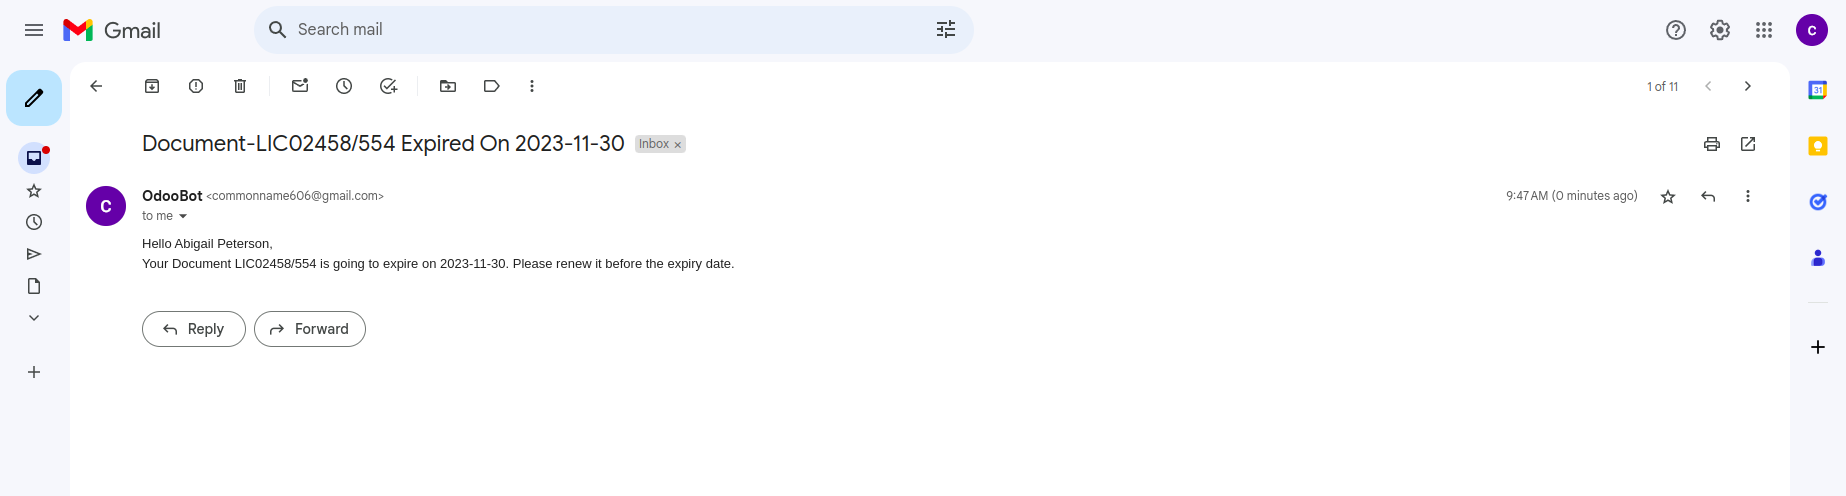 Gmail
Search mail
C
1 of 11
31
Document-LIC02458/554 Expired On 2023-11-30 Inbox ×
C
OdooBot <commonname606@gmail.com>
9:47 AM (0 minutes ago)
to me
Hello Abigail Peterson,
Your Document LIC02458/554 is going to expire on 2023-11-30. Please renew it before the expiry date.
Reply
Forward